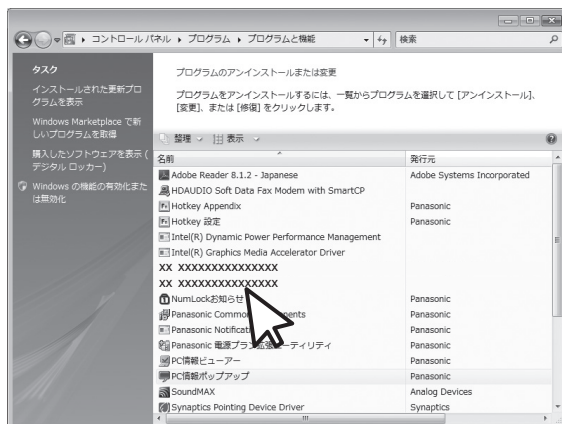 コントロール パネル ▸ プログラム ▸ プログラムと機能
検索
タスク
インストールされた更新プロ
グラムを表示
Windows Marketplace で新
しいプログラムを取得
購入したソフトウェアを表示 (
デジタル ロッカー)
Windows の機能の有効化また
は無効化
プログラムのアンインストールまたは変更
プログラムをアンインストールするには、一覧からプログラムを選択して [アンインストール]、
[変更]、または [修復] をクリックします。
整理 表示
名前 発行元
Adobe Reader 8.1.2 - Japanese Adobe Systems Incorporated
HDAUDIO Soft Data Fax Modem with SmartCP
Hotkey Appendix Panasonic
Hotkey 設定 Panasonic
Intel(R) Dynamic Power Performance Management
Intel(R) Graphics Media Accelerator Driver
XX XXXXXXXXXXXXXXX
XX XXXXXXXXXXXXXXX
NumLockお知らせ Panasonic
Panasonic Common Panasonic
Panasonic Panasonic
Panasonic 電源プラン ーティリティ Panasonic
PC情報ビューアー Panasonic
PC情報ポップアップ Panasonic
SoundMAX Analog Devices
Synaptics Pointing Device Driver Synaptics